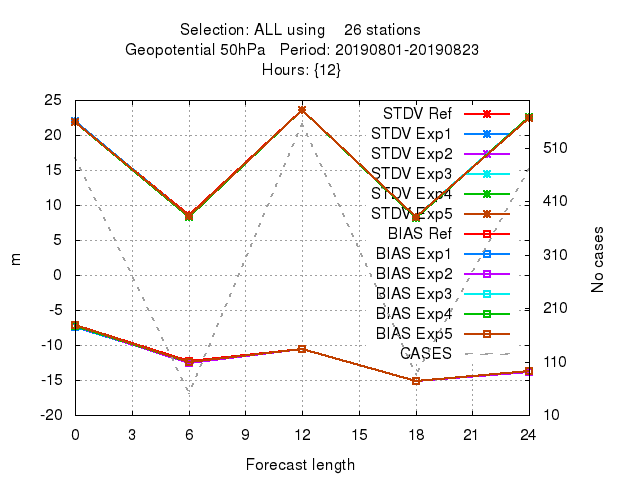 Selection: ALL using    26 stations
Geopotential 50hPa   Period: 20190801-20190823
Hours: {12}
25
20
15
10
5
0
-5
-10
-15
-20
m
STDV Ref
STDV Exp1
STDV Exp2
STDV Exp3
STDV Exp4
STDV Exp5
BIAS Ref
BIAS Exp1
BIAS Exp2
BIAS Exp3
BIAS Exp4
BIAS Exp5
CASES
510
410
310
210
110
10
No cases
0 3 6 9 12 15 18 21 24
Forecast length